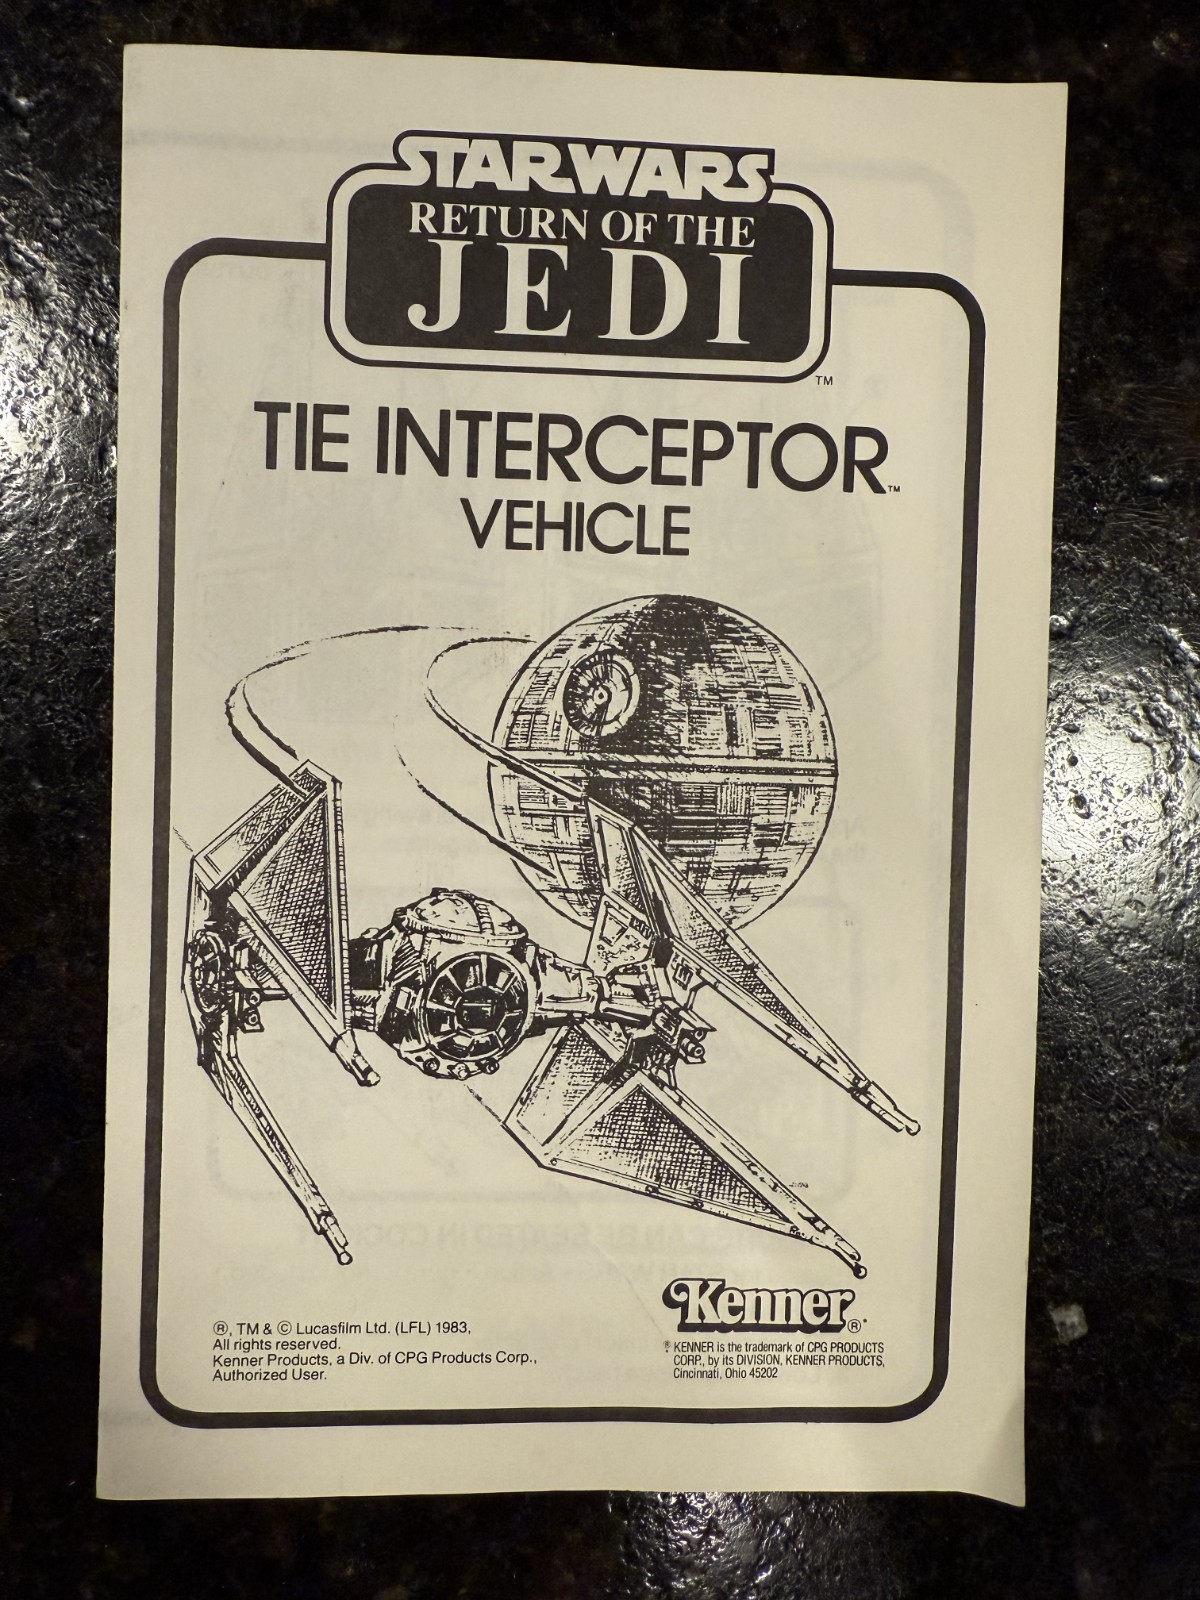 STAR WARS
RETURN OF THE
JEDI
TM
TIE INTERCEPTOR™
VEHICLE
Kenner®
®, TM & © Lucasfilm Ltd. (LFL) 1983,
All rights reserved.
Kenner Products, a Div. of CPG Products Corp.,
Authorized User.
® KENNER is the trademark of CPG PRODUCTS
CORP., by its DIVISION, KENNER PRODUCTS,
Cincinnati, Ohio 45202